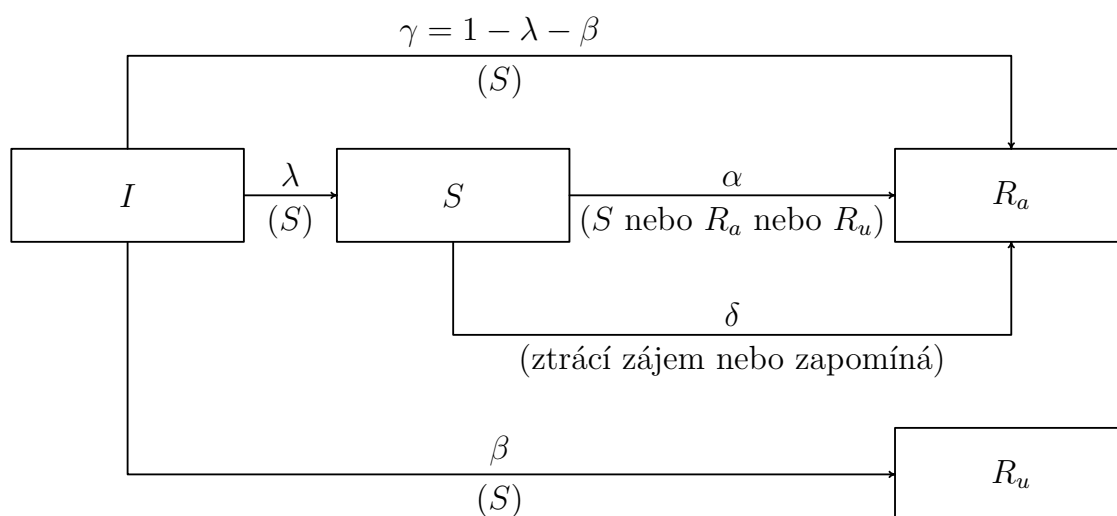 γ = 1 − λ − β
(S)
I
λ
(S)
S
α
(S nebo R_a nebo R_u)
R_a
δ
(ztrácí zájem nebo zapomíná)
β
(S)
R_u